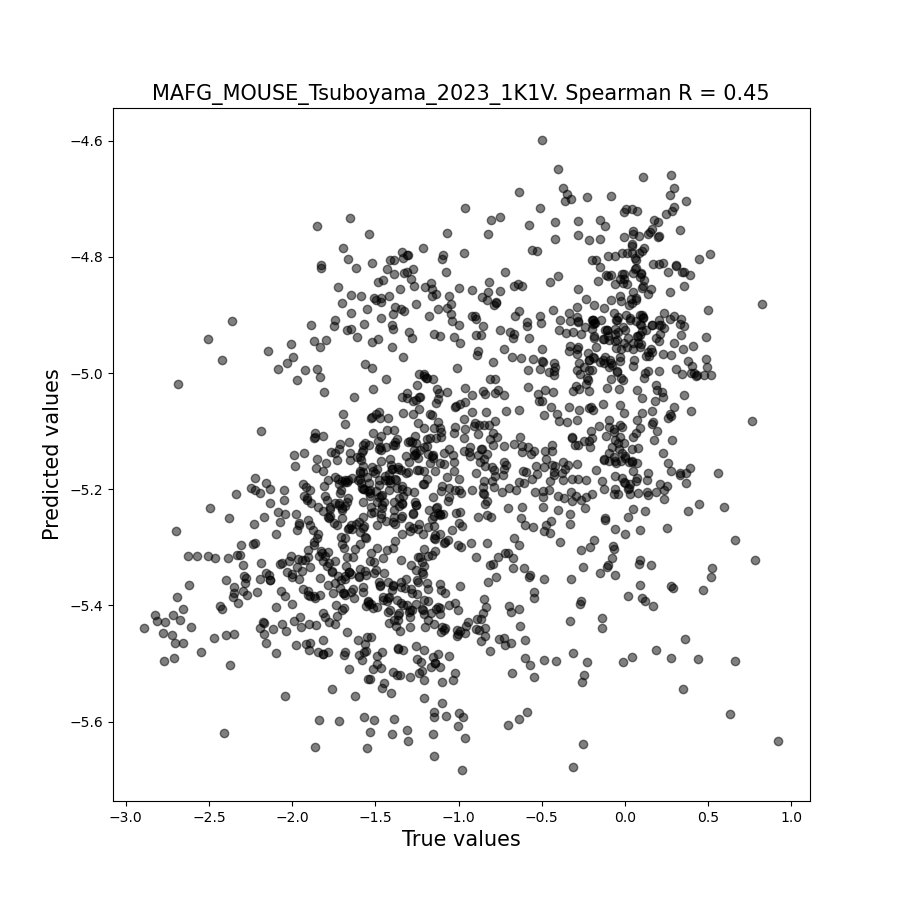 MAFG_MOUSE_Tsuboyama_2023_1K1V. Spearman R = 0.45
−4.6
−4.8
−5.0
−5.2
−5.4
−5.6
Predicted values
−3.0 −2.5 −2.0 −1.5 −1.0 −0.5 0.0 0.5 1.0
True values